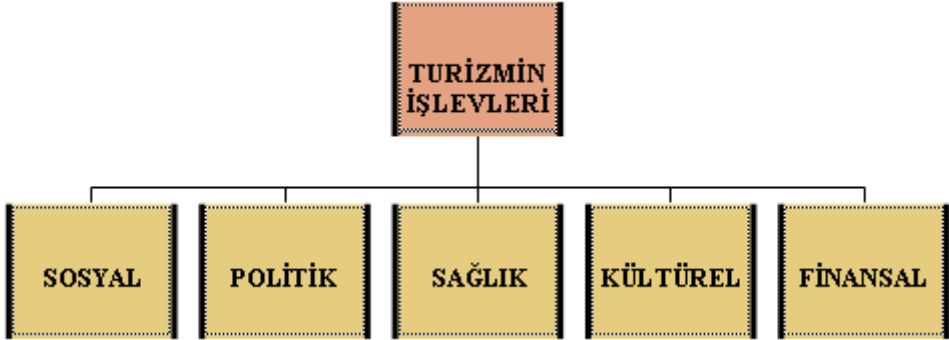 TURİZMİN
İŞLEVLERİ
SOSYAL
POLİTİK
SAĞLIK
KÜLTÜREL
FİNANSAL